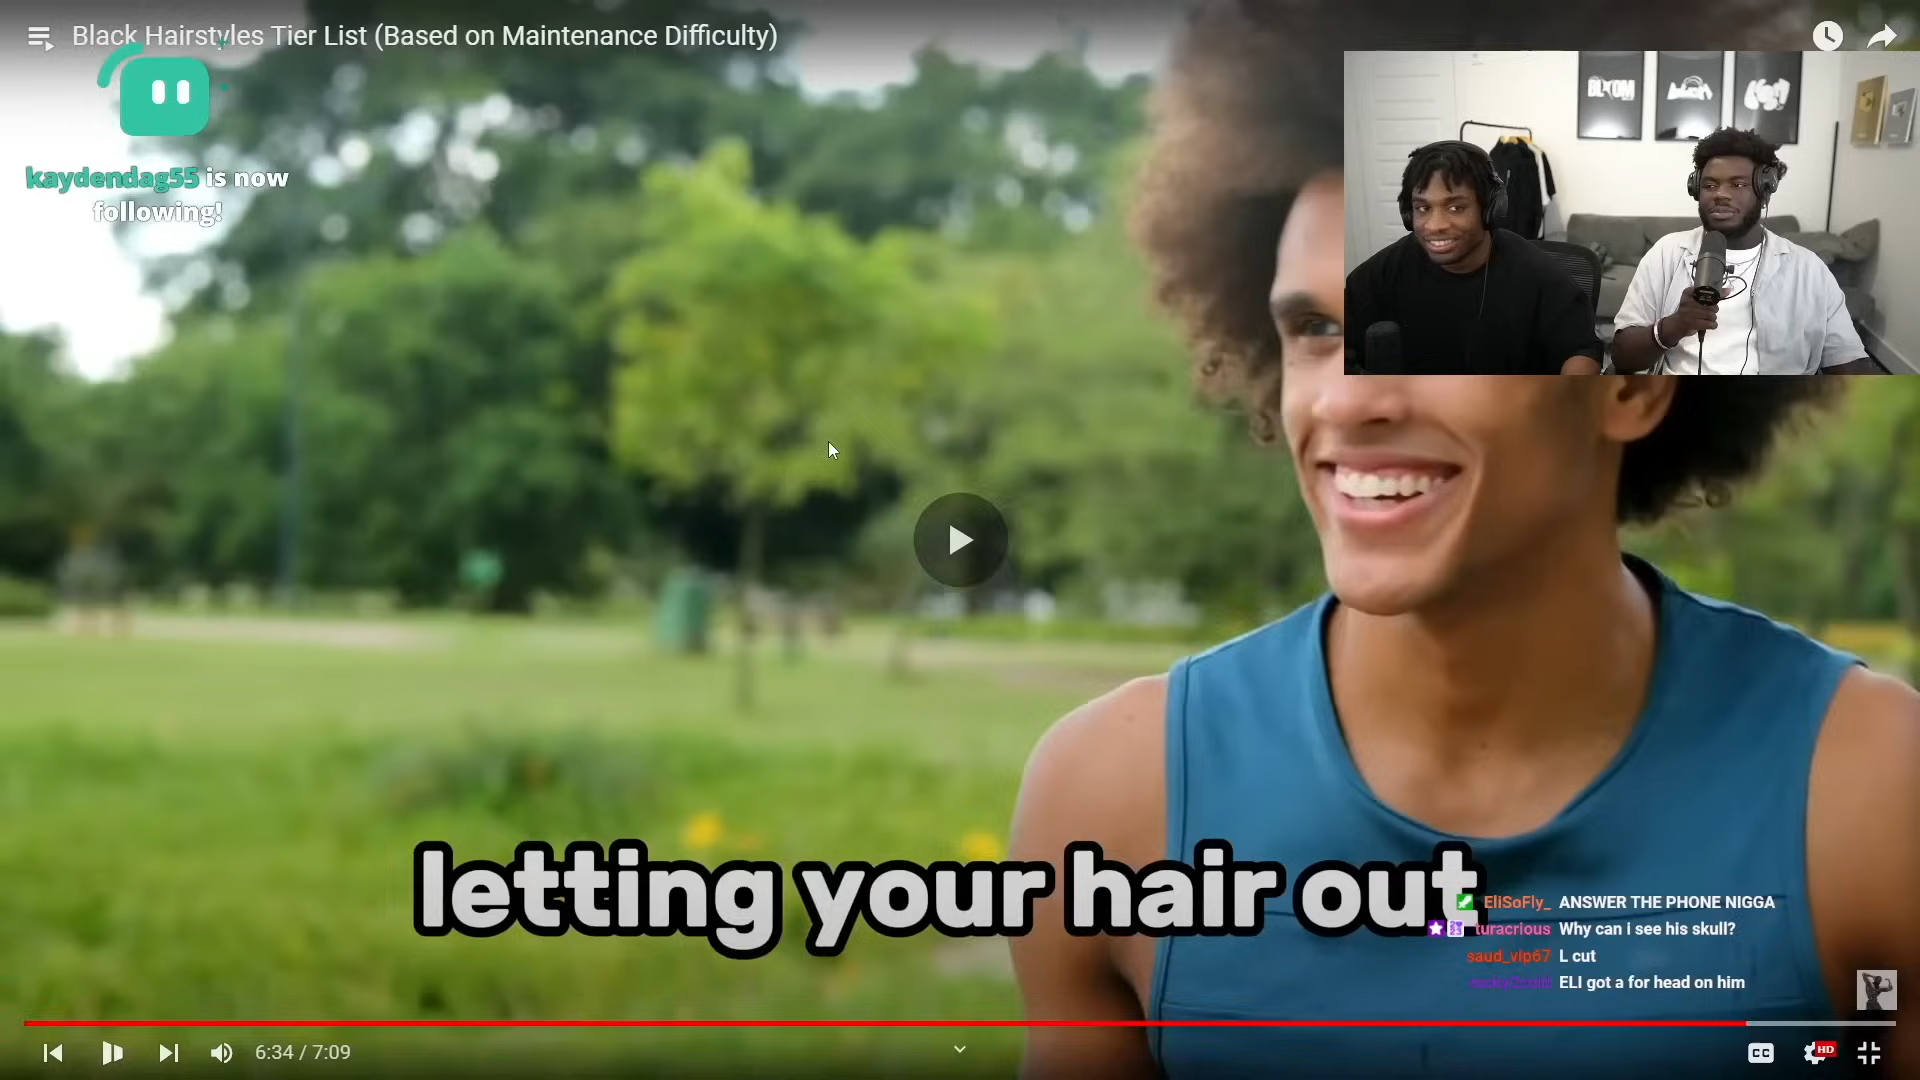 Black Hairstyles Tier List (Based on Maintenance Difficulty)
kaydendag55 is now
following!
BLXOM
letting your hair out
EliSoFly_ ANSWER THE PHONE NIGGA
turacrious Why can i see his skull?
saud_vip67 L cut
ELI got a for head on him
6:34 / 7:09
CC
HD